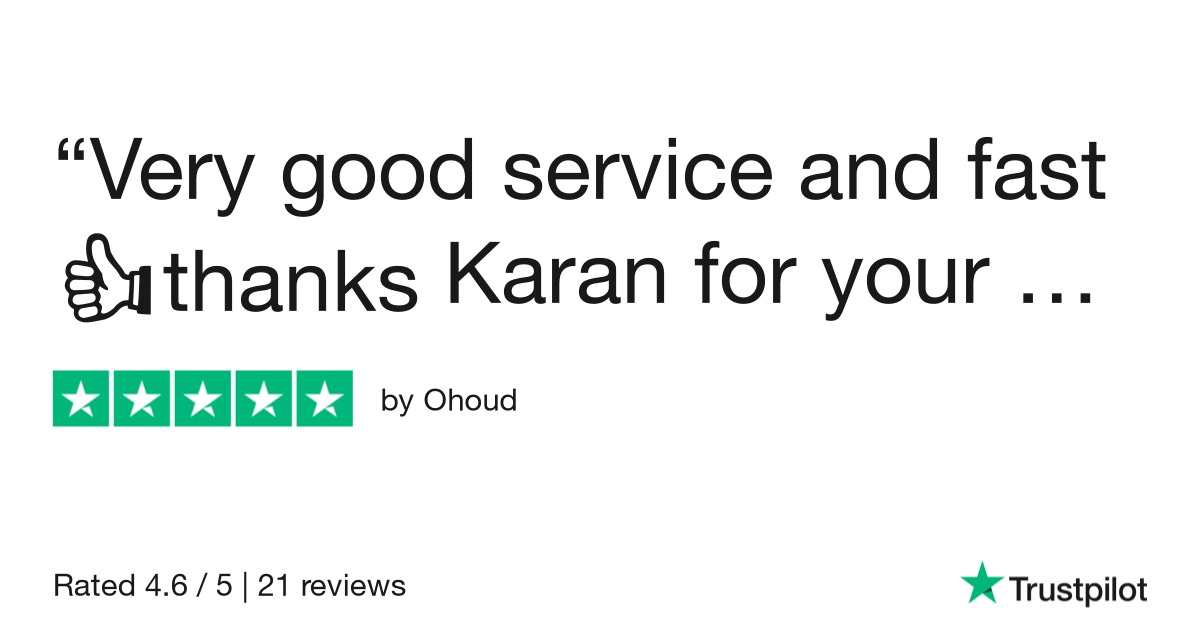 “Very good service and fast
👍thanks Karan for your …
by Ohoud
Rated 4.6 / 5 | 21 reviews
Trustpilot